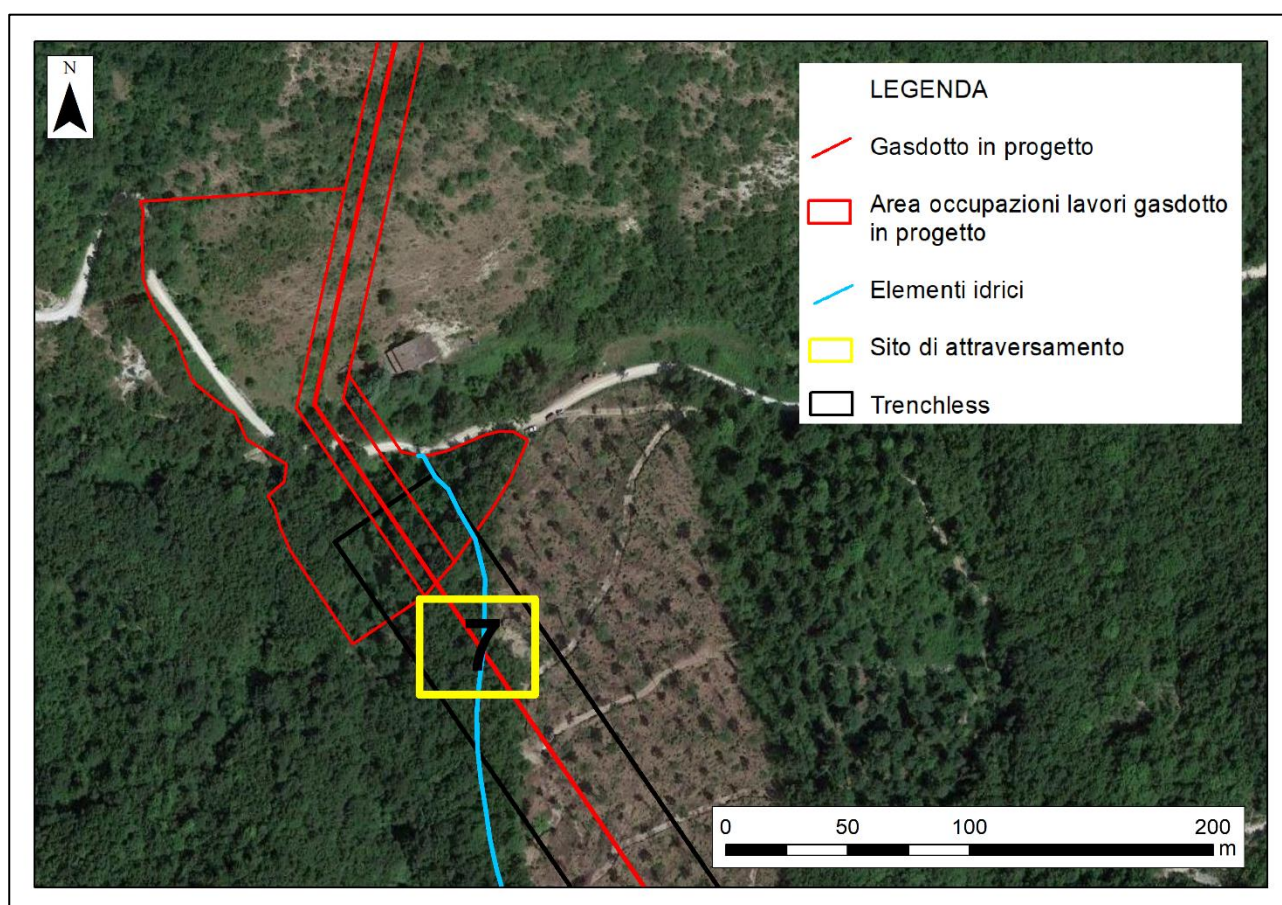 N
LEGENDA
Gasdotto in progetto
Area occupazioni lavori gasdotto
in progetto
Elementi idrici
Sito di attraversamento
Trenchless
7
0 50 100 200
m